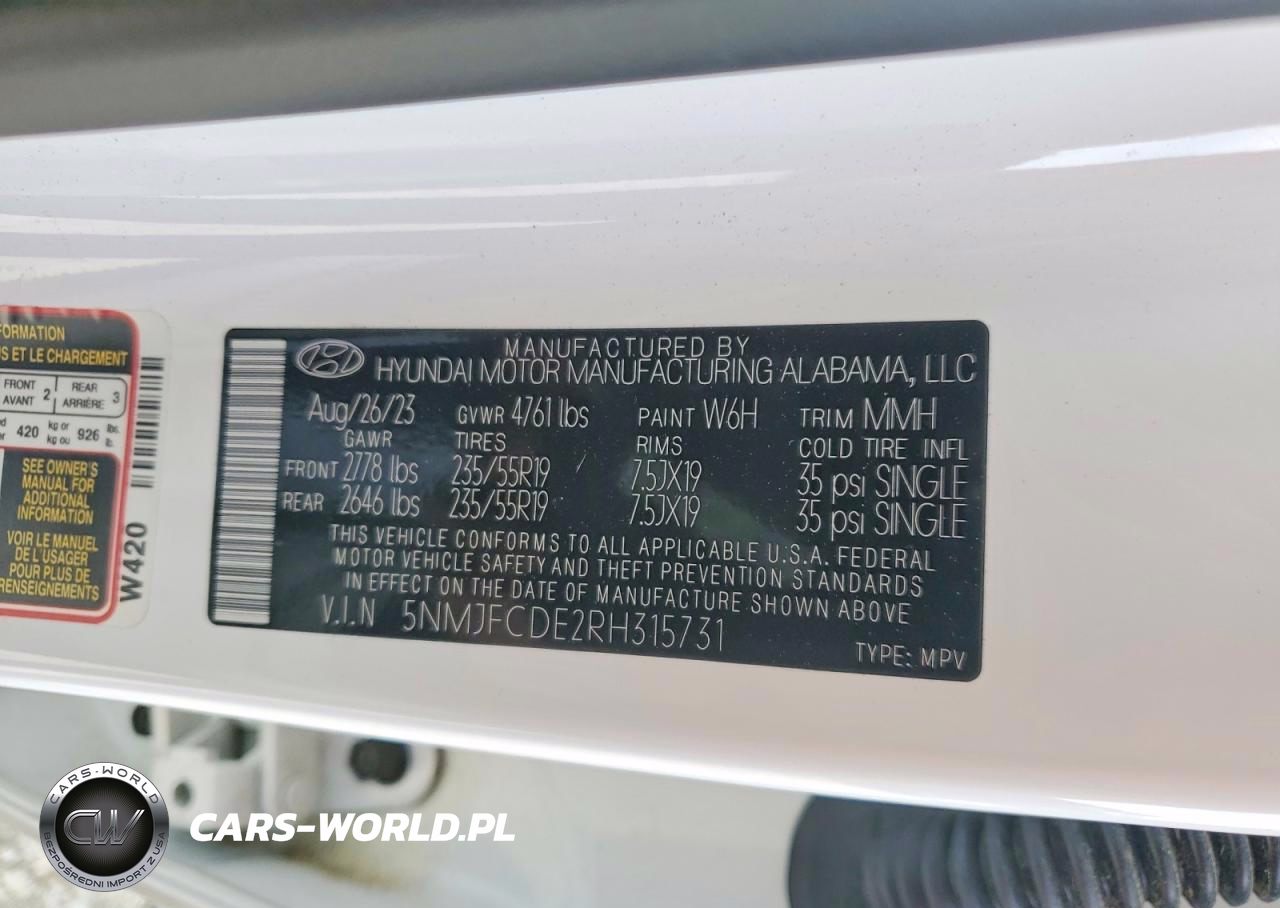 FORMATION
US ET LE CHARGEMENT
FRONT 2 REAR 3
AVANT ARRIÈRE
420 kg or 926 lbs.
kg ou lb.
SEE OWNER'S
MANUAL FOR
ADDITIONAL
INFORMATION
VOIR LE MANUEL
DE L'USAGER
POUR PLUS DE
RENSEIGNEMENTS
W420
MANUFACTURED BY
HYUNDAI MOTOR MANUFACTURING ALABAMA, LLC
Aug/26/23 GVWR 4761 lbs PAINT W6H TRIM MMH
GAWR TIRES RIMS COLD TIRE INFL
FRONT 2778 lbs 235/55R19 7.5JX19 35 psi SINGLE
REAR 2646 lbs 235/55R19 7.5JX19 35 psi SINGLE
THIS VEHICLE CONFORMS TO ALL APPLICABLE U.S.A. FEDERAL
MOTOR VEHICLE SAFETY AND THEFT PREVENTION STANDARDS
IN EFFECT ON THE DATE OF MANUFACTURE SHOWN ABOVE
V.I.N 5NMJFCDE2RH315731
TYPE: MPV
CARS-WORLD
CW
BEZPOŚREDNI IMPORT Z USA
CARS-WORLD.PL